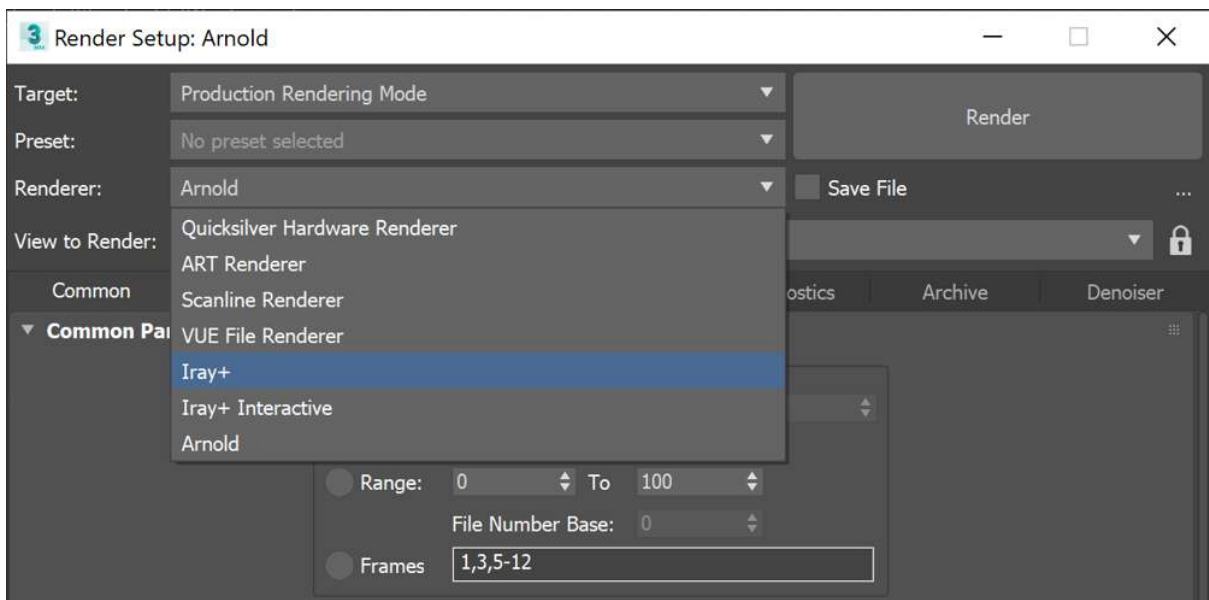 Render Setup: Arnold
Target: Production Rendering Mode
Render
Preset: No preset selected
Renderer: Arnold
Save File ...
View to Render:
Quicksilver Hardware Renderer
ART Renderer
Scanline Renderer
VUE File Renderer
Iray+
Iray+ Interactive
Arnold
Common ostics Archive Denoiser
Common Par
Range: 0 To 100
File Number Base: 0
Frames 1,3,5-12